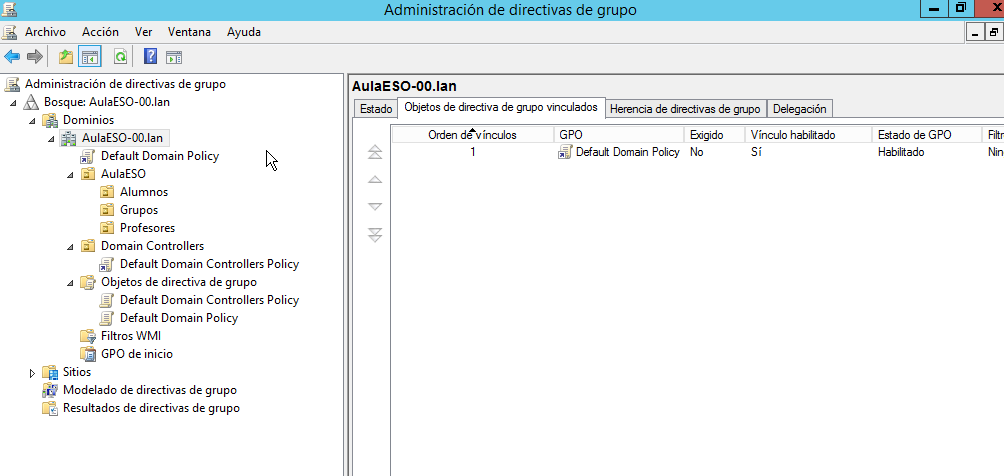 Administración de directivas de grupo
Archivo Acción Ver Ventana Ayuda
Administración de directivas de grupo
Bosque: AulaESO-00.lan
Dominios
AulaESO-00.lan
Default Domain Policy
AulaESO
Alumnos
Grupos
Profesores
Domain Controllers
Default Domain Controllers Policy
Objetos de directiva de grupo
Default Domain Controllers Policy
Default Domain Policy
Filtros WMI
GPO de inicio
Sitios
Modelado de directivas de grupo
Resultados de directivas de grupo
AulaESO-00.lan
Estado Objetos de directiva de grupo vinculados Herencia de directivas de grupo Delegación
Orden de vínculos GPO Exigido Vínculo habilitado Estado de GPO Filtr
1 Default Domain Policy No Sí Habilitado Nin